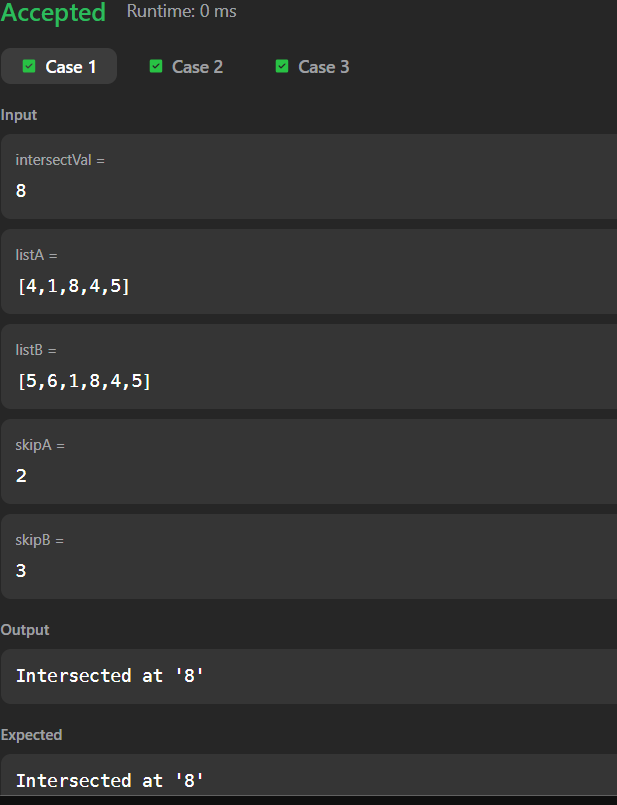 Accepted Runtime: 0 ms
Case 1 Case 2 Case 3
Input
intersectVal =
8
listA =
[4,1,8,4,5]
listB =
[5,6,1,8,4,5]
skipA =
2
skipB =
3
Output
Intersected at '8'
Expected
Intersected at '8'